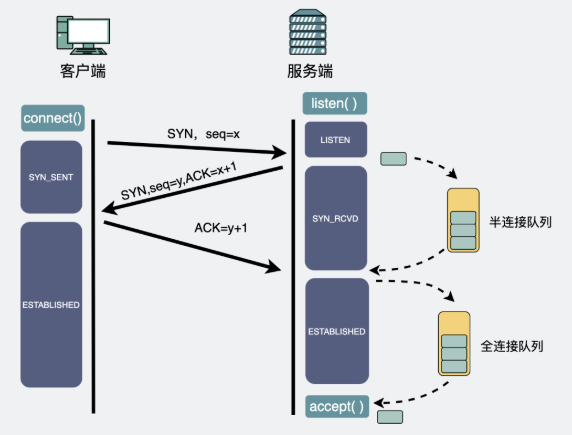 客户端
服务端
connect()
listen( )
SYN，seq=x
LISTEN
SYN_SENT
SYN,seq=y,ACK=x+1
SYN_RCVD
半连接队列
ACK=y+1
ESTABLISHED
ESTABLISHED
全连接队列
accept( )